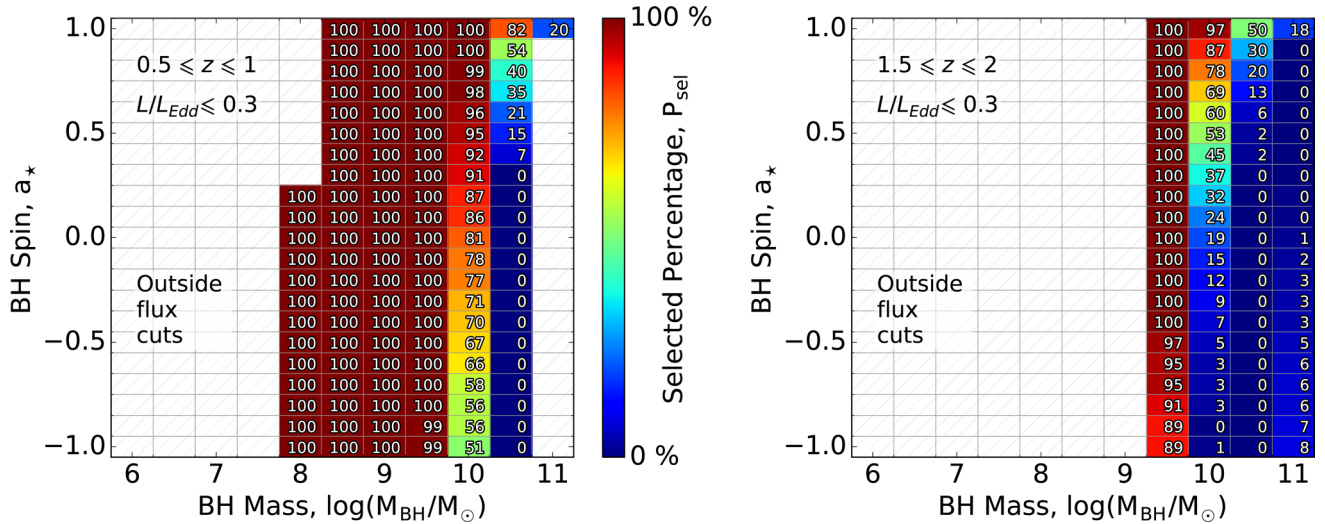 1.0 100 100 100 100 82 20
100 100 100 100 54
0.5 ⩽ z ⩽ 1 100 100 100 99 40
100 100 100 98 35
L/L_Edd ⩽ 0.3 100 100 100 96 21
0.5 100 100 100 95 15
100 100 100 92 7
100 100 100 91 0
100 100 100 100 87 0
100 100 100 100 86 0
0.0 100 100 100 100 81 0
100 100 100 100 78 0
Outside 100 100 100 100 77 0
flux 100 100 100 100 71 0
100 100 100 100 70 0
cuts
−0.5 100 100 100 100 67 0
100 100 100 100 66 0
100 100 100 100 58 0
100 100 100 100 56 0
100 100 100 99 56 0
−1.0 100 100 100 99 51 0
6 7 8 9 10 11
BH Mass, log(M_BH/M_⊙)
BH Spin, a_⋆
100 %
Selected Percentage, P_sel
0 %
1.0 100 97 50 18
100 87 30 0
1.5 ⩽ z ⩽ 2 100 78 20 0
100 69 13 0
L/L_Edd ⩽ 0.3 100 60 6 0
0.5 100 53 2 0
100 45 2 0
100 37 0 0
100 32 0 0
100 24 0 0
0.0 100 19 0 1
100 15 0 2
Outside 100 12 0 3
flux 100 9 0 3
100 7 0 3
cuts
−0.5 97 5 0 5
95 3 0 6
95 3 0 6
91 3 0 6
89 0 0 7
−1.0 89 1 0 8
6 7 8 9 10 11
BH Mass, log(M_BH/M_⊙)
BH Spin, a_⋆